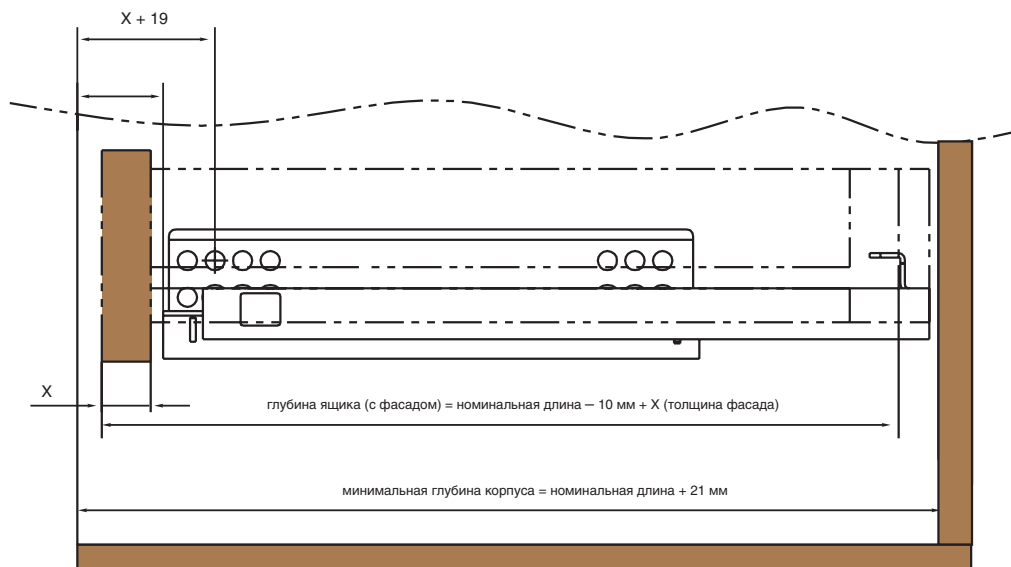 X + 19
X
глубина ящика (с фасадом) = номинальная длина – 10 мм + X (толщина фасада)
минимальная глубина корпуса = номинальная длина + 21 мм